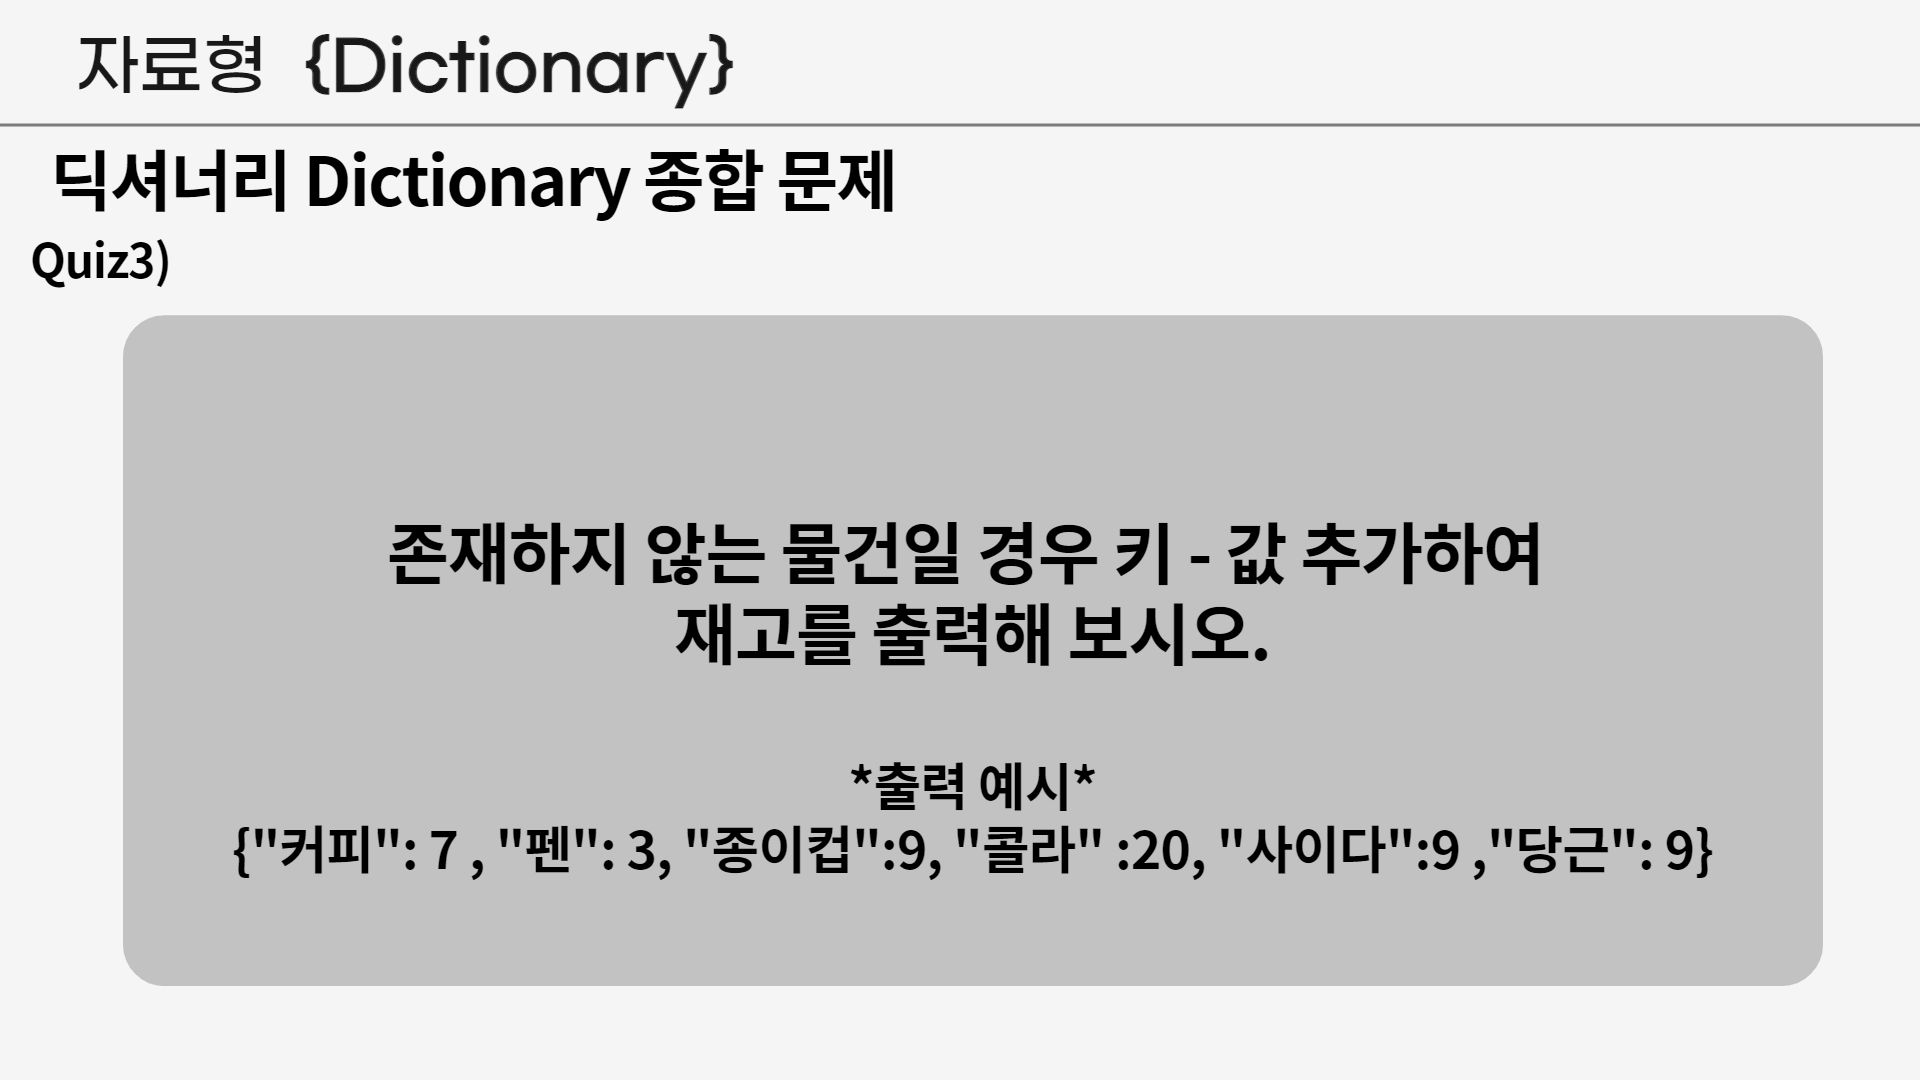 자료형 {Dictionary}
딕셔너리 Dictionary 종합 문제
Quiz3)
존재하지 않는 물건일 경우 키 - 값 추가하여
재고를 출력해 보시오.
*출력 예시*
{"커피": 7 , "펜": 3, "종이컵":9, "콜라" :20, "사이다":9 ,"당근": 9}